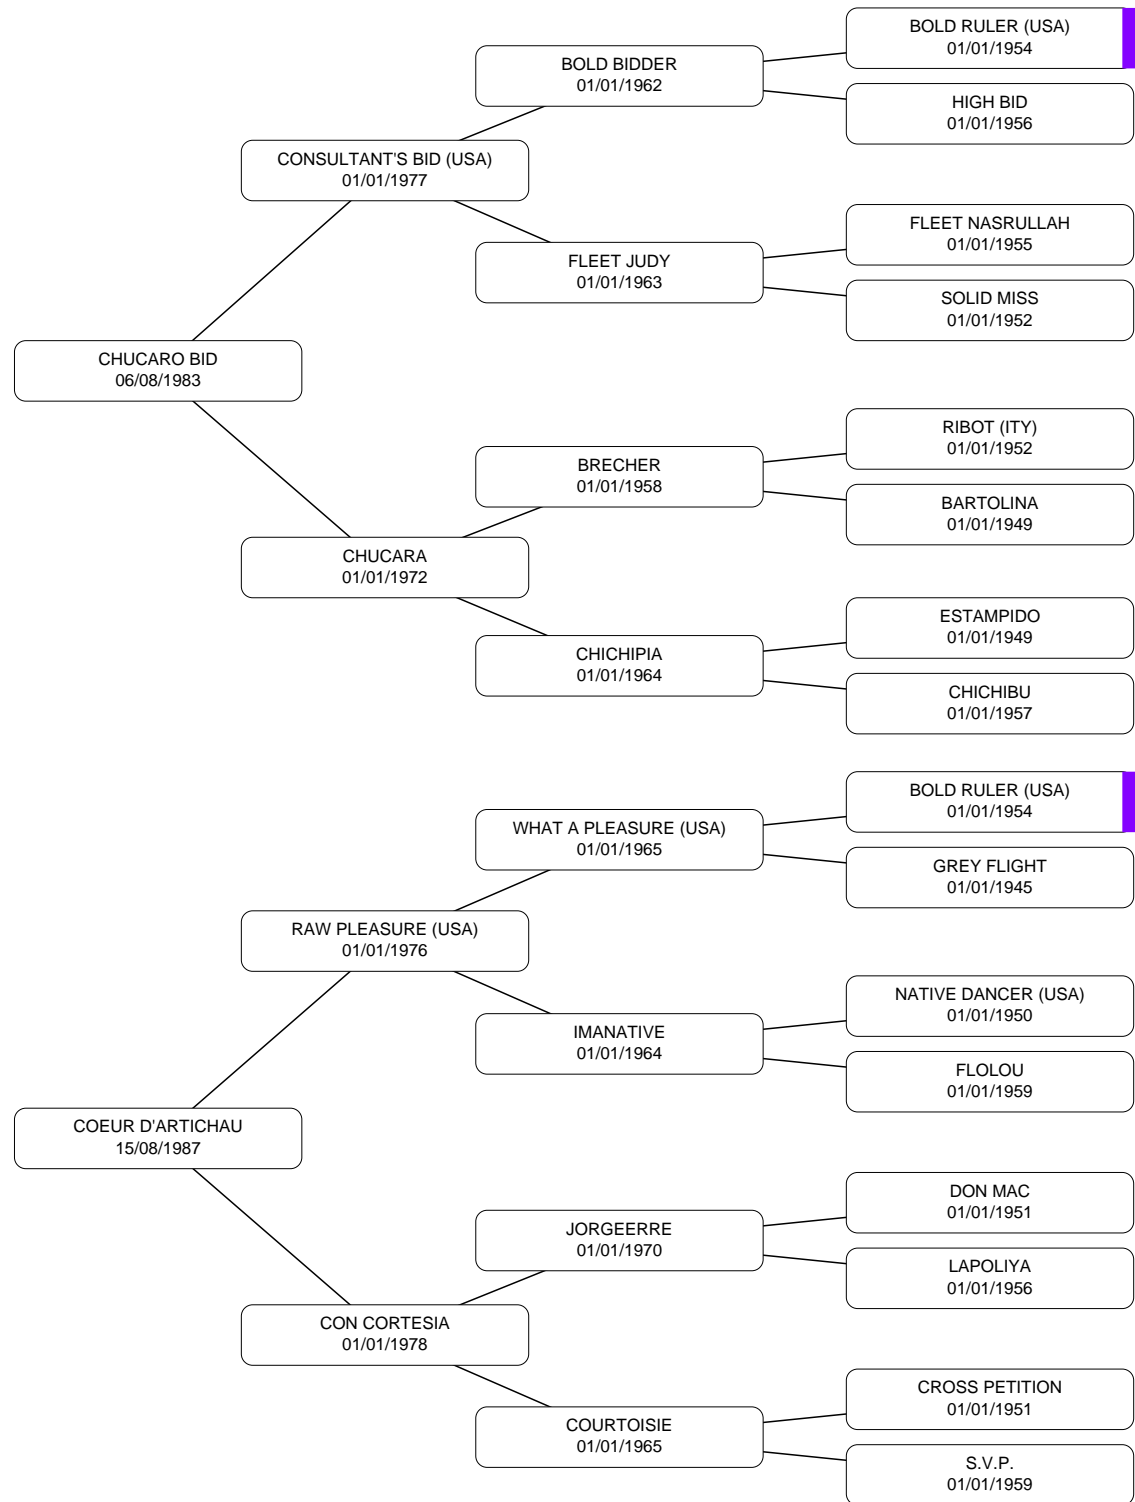 BOLD RULER (USA)
01/01/1954
BOLD BIDDER
01/01/1962
HIGH BID
01/01/1956
CONSULTANT'S BID (USA)
01/01/1977
FLEET NASRULLAH
01/01/1955
FLEET JUDY
01/01/1963
SOLID MISS
01/01/1952
CHUCARO BID
06/08/1983
RIBOT (ITY)
01/01/1952
BRECHER
01/01/1958
BARTOLINA
01/01/1949
CHUCARA
01/01/1972
ESTAMPIDO
01/01/1949
CHICHIPIA
01/01/1964
CHICHIBU
01/01/1957
BOLD RULER (USA)
01/01/1954
WHAT A PLEASURE (USA)
01/01/1965
GREY FLIGHT
01/01/1945
RAW PLEASURE (USA)
01/01/1976
NATIVE DANCER (USA)
01/01/1950
IMANATIVE
01/01/1964
FLOLOU
01/01/1959
COEUR D'ARTICHAU
15/08/1987
DON MAC
01/01/1951
JORGEERRE
01/01/1970
LAPOLIYA
01/01/1956
CON CORTESIA
01/01/1978
CROSS PETITION
01/01/1951
COURTOISIE
01/01/1965
S.V.P.
01/01/1959